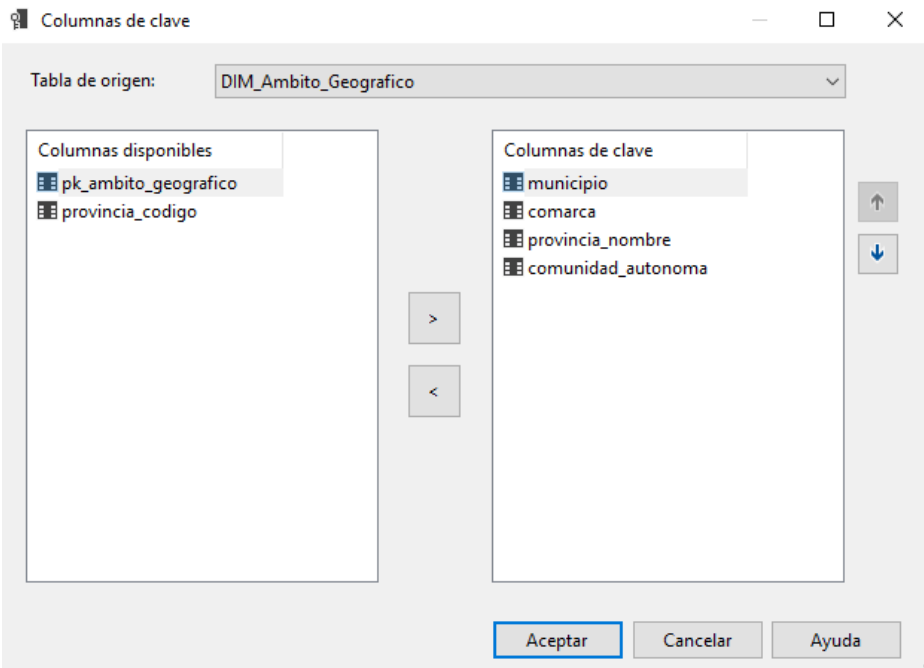 Columnas de clave
Tabla de origen: DIM_Ambito_Geografico
Columnas disponibles
pk_ambito_geografico
provincia_codigo
>
<
Columnas de clave
municipio
comarca
provincia_nombre
comunidad_autonoma
Aceptar Cancelar Ayuda